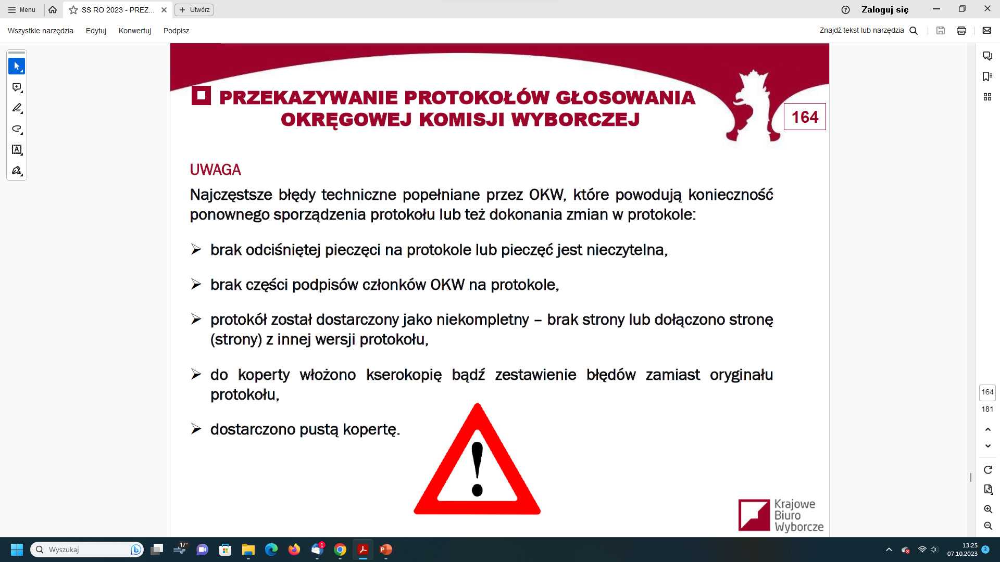 Menu
SS RO 2023 - PREZ...
Utwórz
Zaloguj się
Wszystkie narzędzia
Edytuj
Konwertuj
Podpisz
Znajdź tekst lub narzędzia
PRZEKAZYWANIE PROTOKOŁÓW GŁOSOWANIA
OKRĘGOWEJ KOMISJI WYBORCZEJ
164
UWAGA
Najczęstsze błędy techniczne popełniane przez OKW, które powodują konieczność
ponownego sporządzenia protokołu lub też dokonania zmian w protokole:
➢ brak odciśniętej pieczęci na protokole lub pieczęć jest nieczytelna,
➢ brak części podpisów członków OKW na protokole,
➢ protokół został dostarczony jako niekompletny – brak strony lub dołączono stronę
(strony) z innej wersji protokołu,
➢ do koperty włożono kserokopię bądź zestawienie błędów zamiast oryginału
protokołu,
➢ dostarczono pustą kopertę.
!
164
181
Krajowe
Biuro
Wyborcze
Wyszukaj
17°
1
13:25
07.10.2023
3